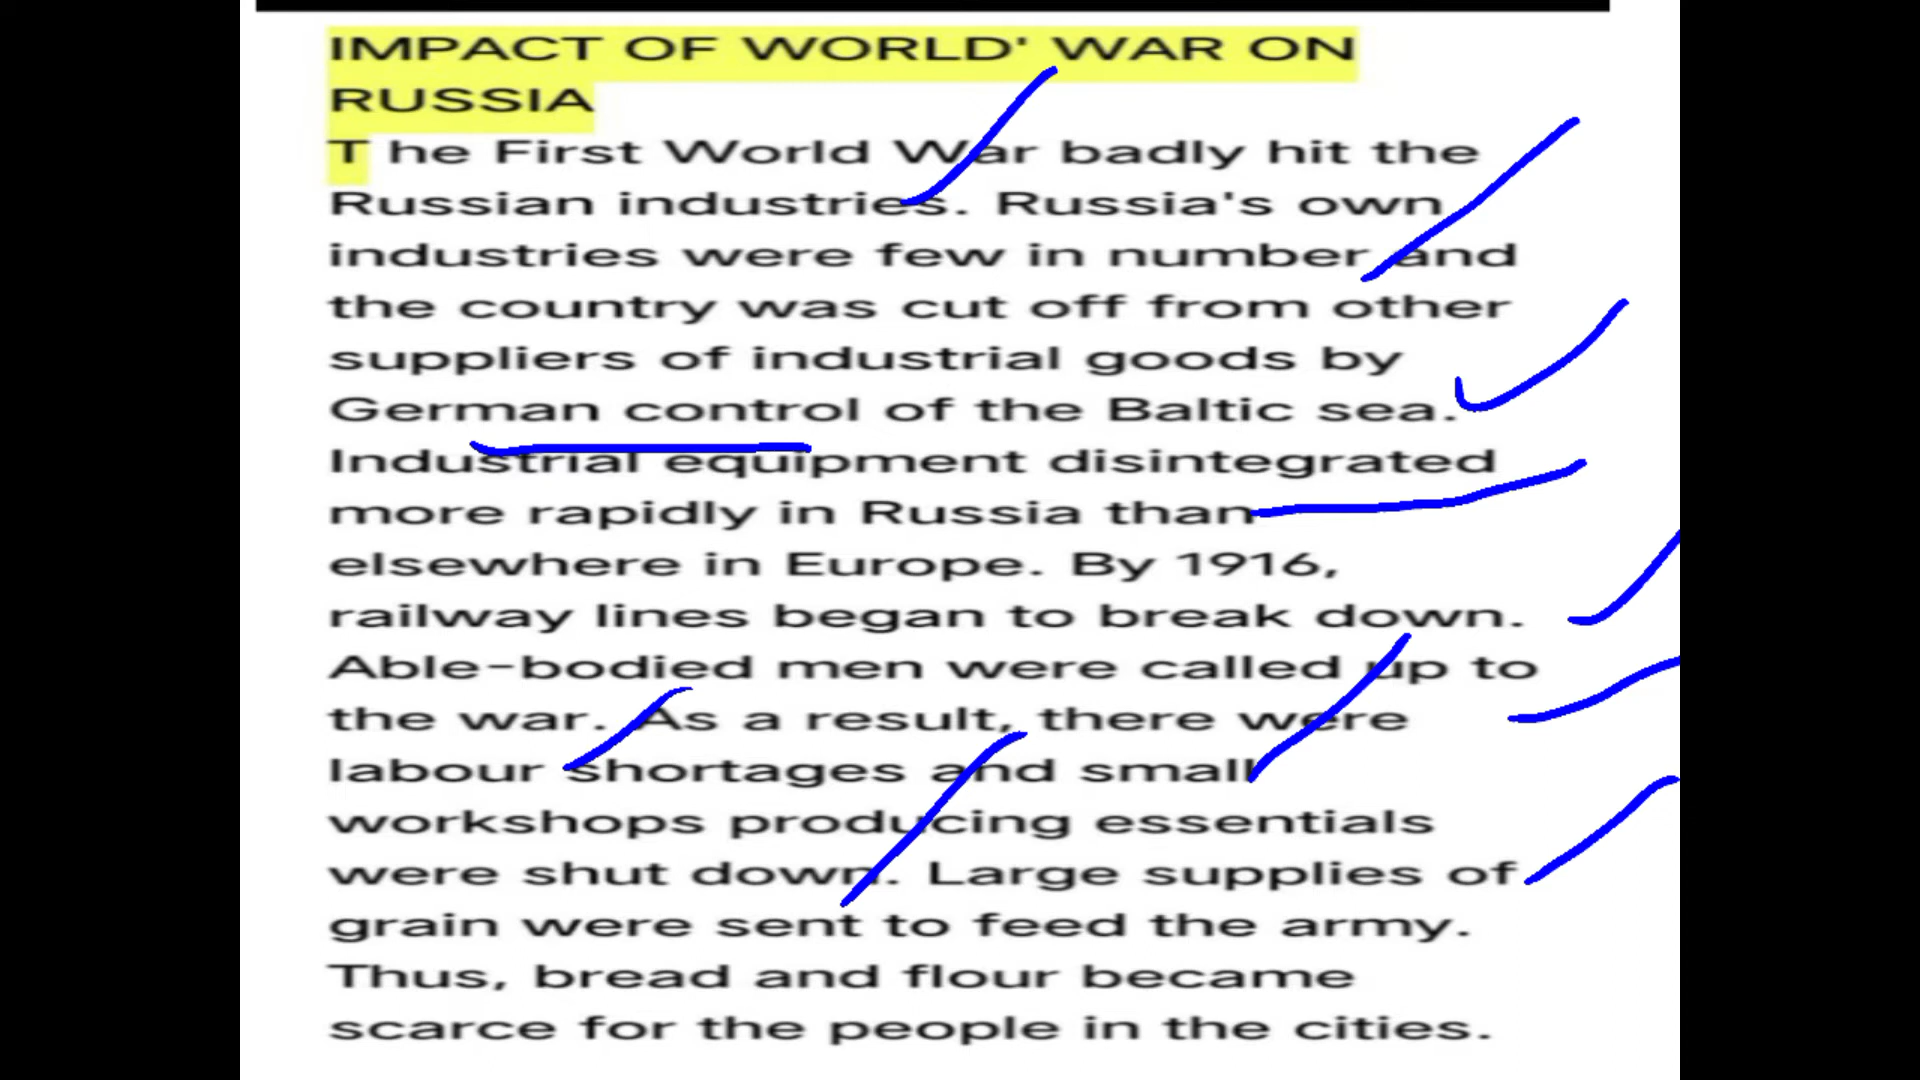 IMPACT OF WORLD' WAR ON
RUSSIA
T he First World War badly hit the
Russian industries. Russia's own
industries were few in number and
the country was cut off from other
suppliers of industrial goods by
German control of the Baltic sea.
Industrial equipment disintegrated
more rapidly in Russia than
elsewhere in Europe. By 1916,
railway lines began to break down.
Able-bodied men were called up to
the war. As a result, there were
labour shortages and small
workshops producing essentials
were shut down. Large supplies of
grain were sent to feed the army.
Thus, bread and flour became
scarce for the people in the cities.